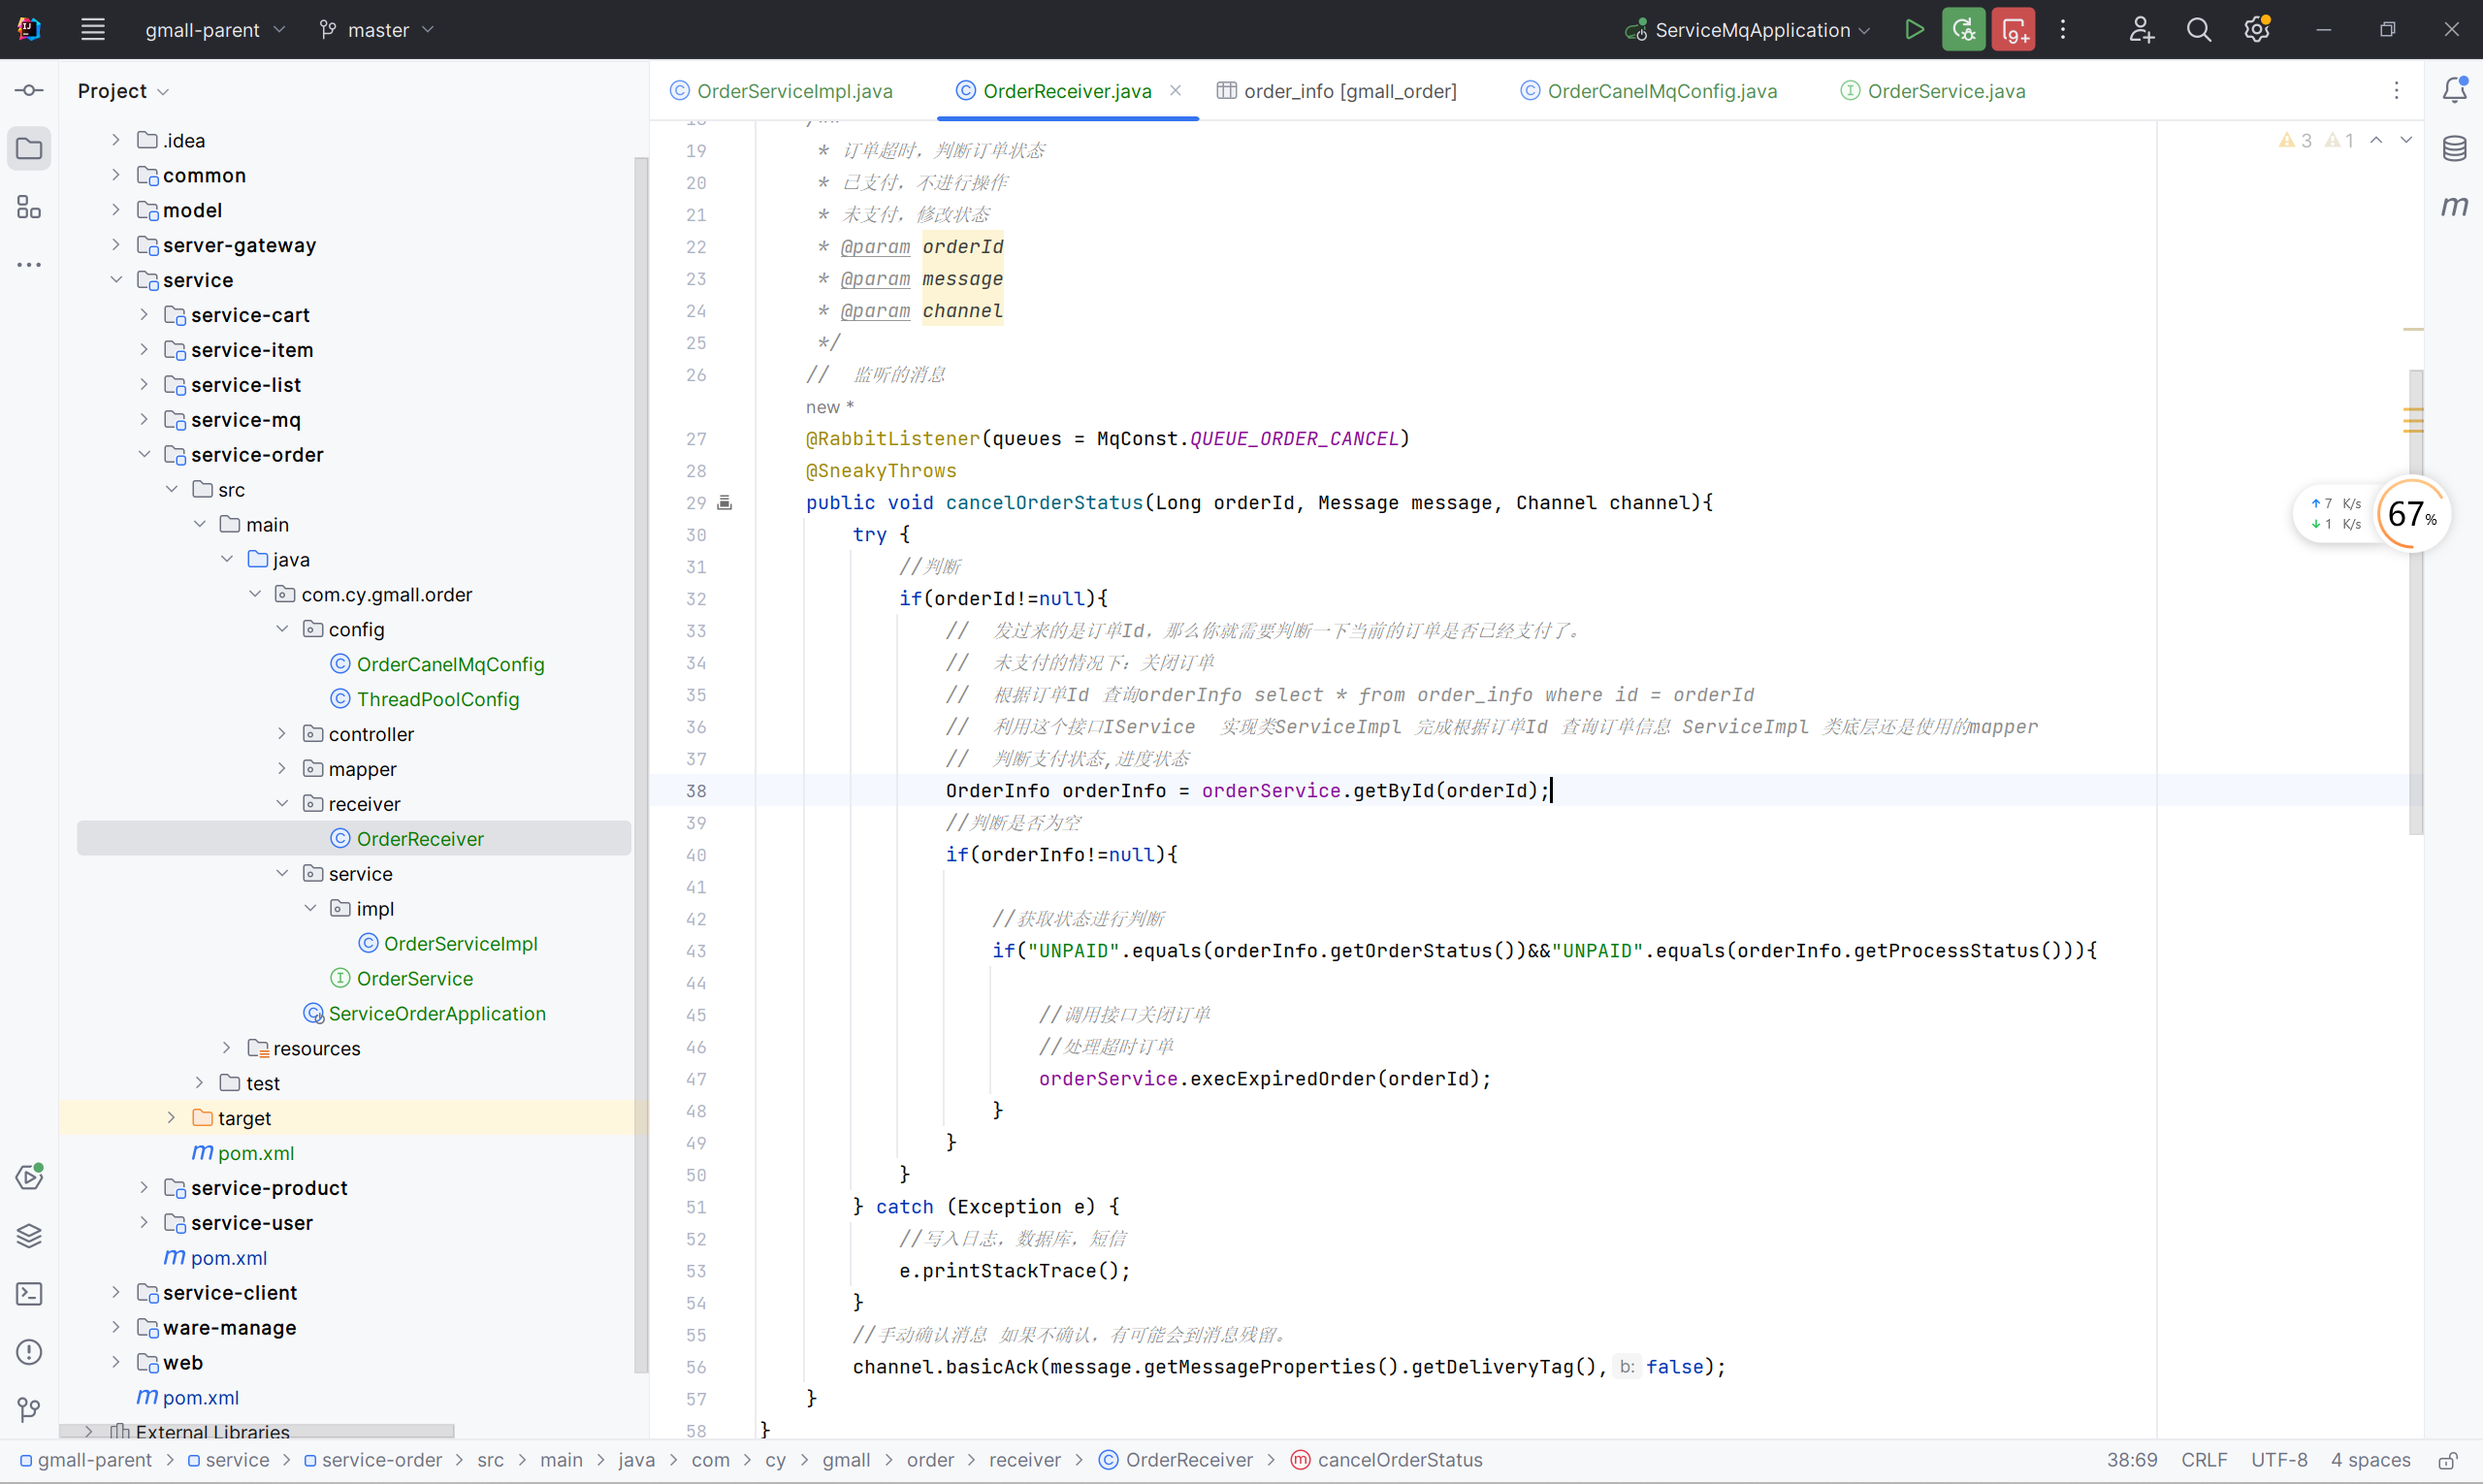 gmall-parent
master
ServiceMqApplication
9+
Project
OrderServiceImpl.java
OrderReceiver.java
order_info [gmall_order]
OrderCanelMqConfig.java
OrderService.java
.idea
common
model
server-gateway
service
service-cart
service-item
service-list
service-mq
service-order
src
main
java
com.cy.gmall.order
config
OrderCanelMqConfig
ThreadPoolConfig
controller
mapper
receiver
OrderReceiver
service
impl
OrderServiceImpl
OrderService
ServiceOrderApplication
resources
test
target
pom.xml
service-product
service-user
pom.xml
service-client
ware-manage
web
pom.xml
External Libraries
3 1
19 * 订单超时，判断订单状态
20 * 已支付，不进行操作
21 * 未支付，修改状态
22 * @param orderId
23 * @param message
24 * @param channel
25 */
26 // 监听的消息
new *
27 @RabbitListener(queues = MqConst.QUEUE_ORDER_CANCEL)
28 @SneakyThrows
29 public void cancelOrderStatus(Long orderId, Message message, Channel channel){
30 try {
31 //判断
32 if(orderId!=null){
33 // 发过来的是订单Id，那么你就需要判断一下当前的订单是否已经支付了。
34 // 未支付的情况下：关闭订单
35 // 根据订单Id 查询orderInfo select * from order_info where id = orderId
36 // 利用这个接口IService 实现类ServiceImpl 完成根据订单Id 查询订单信息 ServiceImpl 类底层还是使用的mapper
37 // 判断支付状态,进度状态
38 OrderInfo orderInfo = orderService.getById(orderId);
39 //判断是否为空
40 if(orderInfo!=null){
41
42 //获取状态进行判断
43 if("UNPAID".equals(orderInfo.getOrderStatus())&&"UNPAID".equals(orderInfo.getProcessStatus())){
44
45 //调用接口关闭订单
46 //处理超时订单
47 orderService.execExpiredOrder(orderId);
48 }
49 }
50 }
51 } catch (Exception e) {
52 //写入日志，数据库，短信
53 e.printStackTrace();
54 }
55 //手动确认消息 如果不确认，有可能会到消息残留。
56 channel.basicAck(message.getMessageProperties().getDeliveryTag(), b: false);
57 }
58 }
↑ 7 K/s
↓ 1 K/s
67%
gmall-parent > service > service-order > src > main > java > com > cy > gmall > order > receiver > OrderReceiver > cancelOrderStatus
38:69 CRLF UTF-8 4 spaces